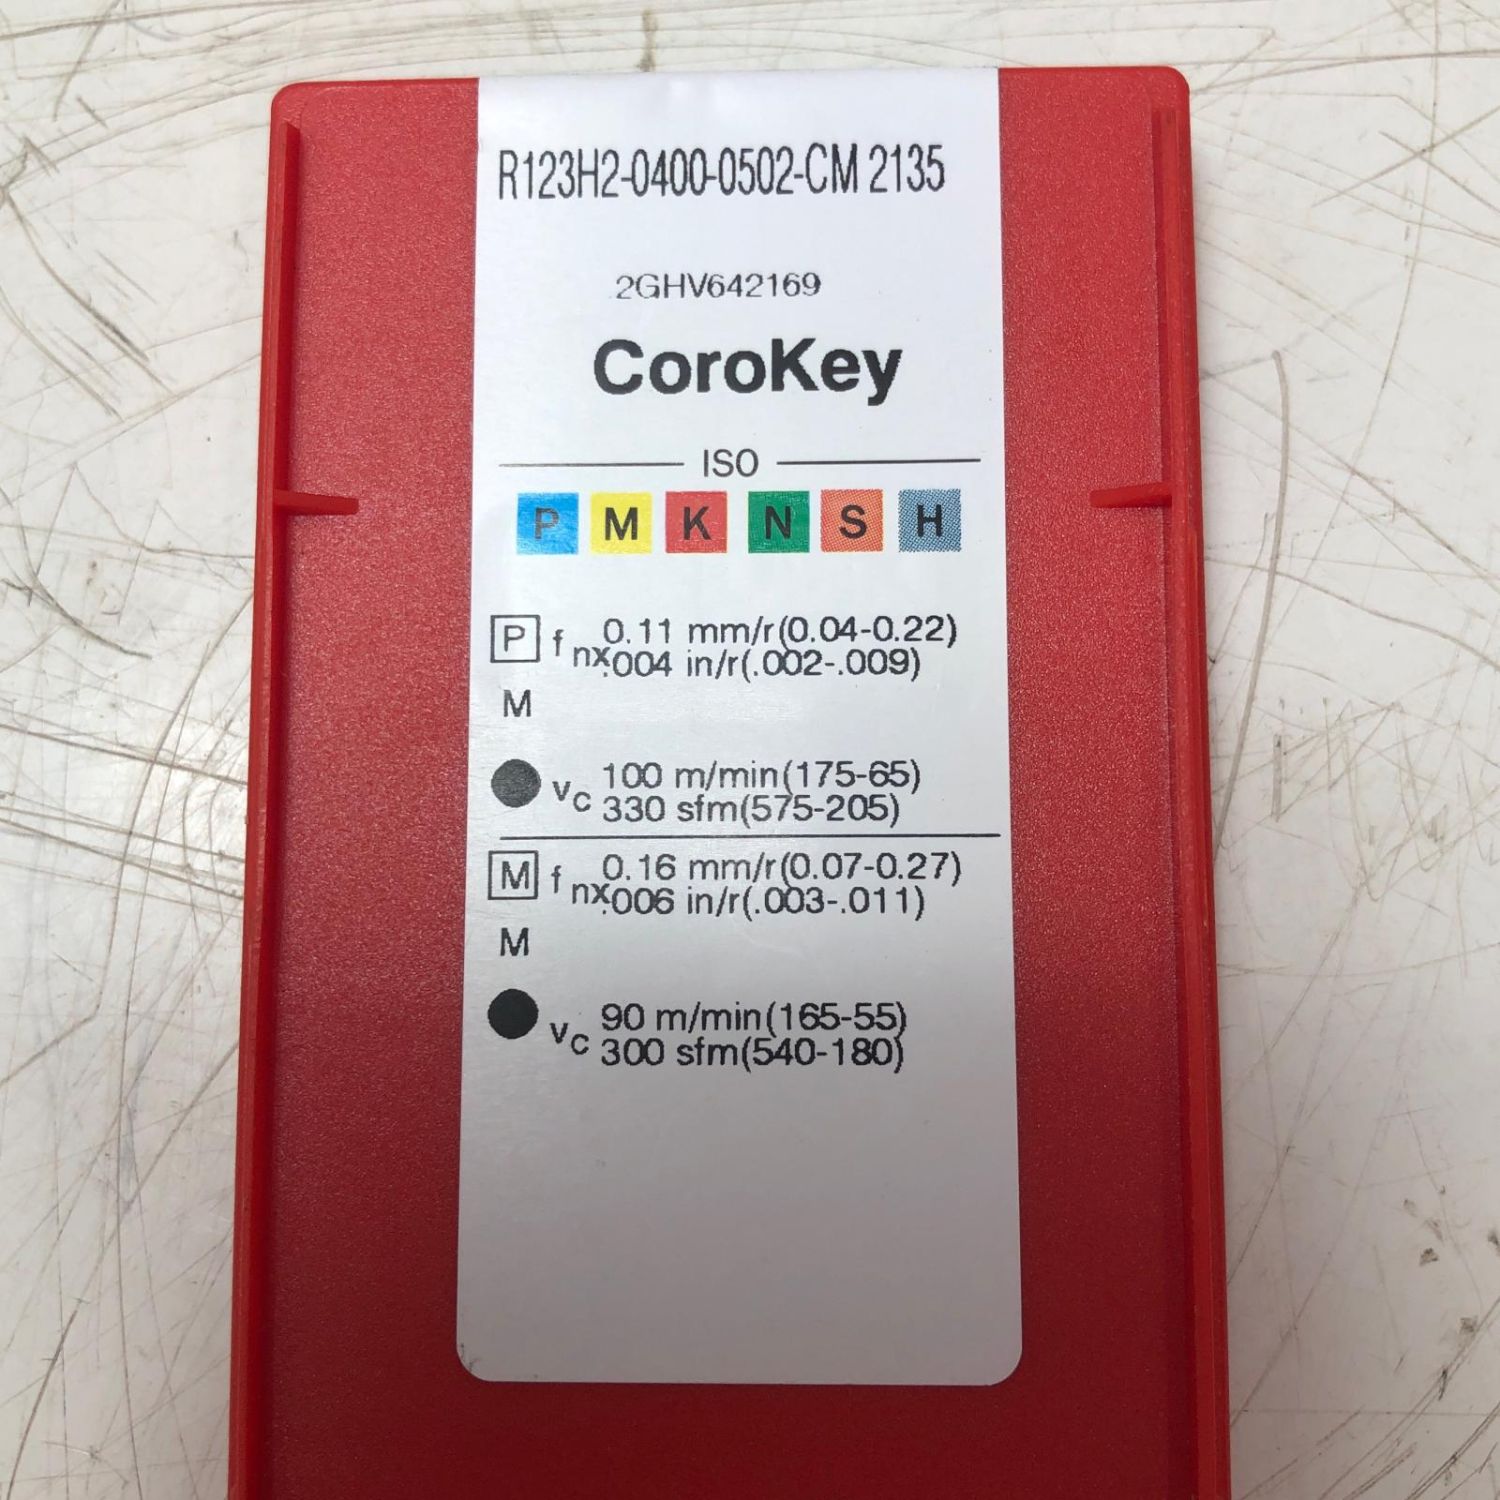 R123H2-0400-0502-CM 2135
2GHV642169
CoroKey
ISO
P M K N S H
P f nx 0.11 mm/r(0.04-0.22)
.004 in/r(.002-.009)
M
vc 100 m/min(175-65)
330 sfm(575-205)
M f nx 0.16 mm/r(0.07-0.27)
.006 in/r(.003-.011)
M
vc 90 m/min(165-55)
300 sfm(540-180)